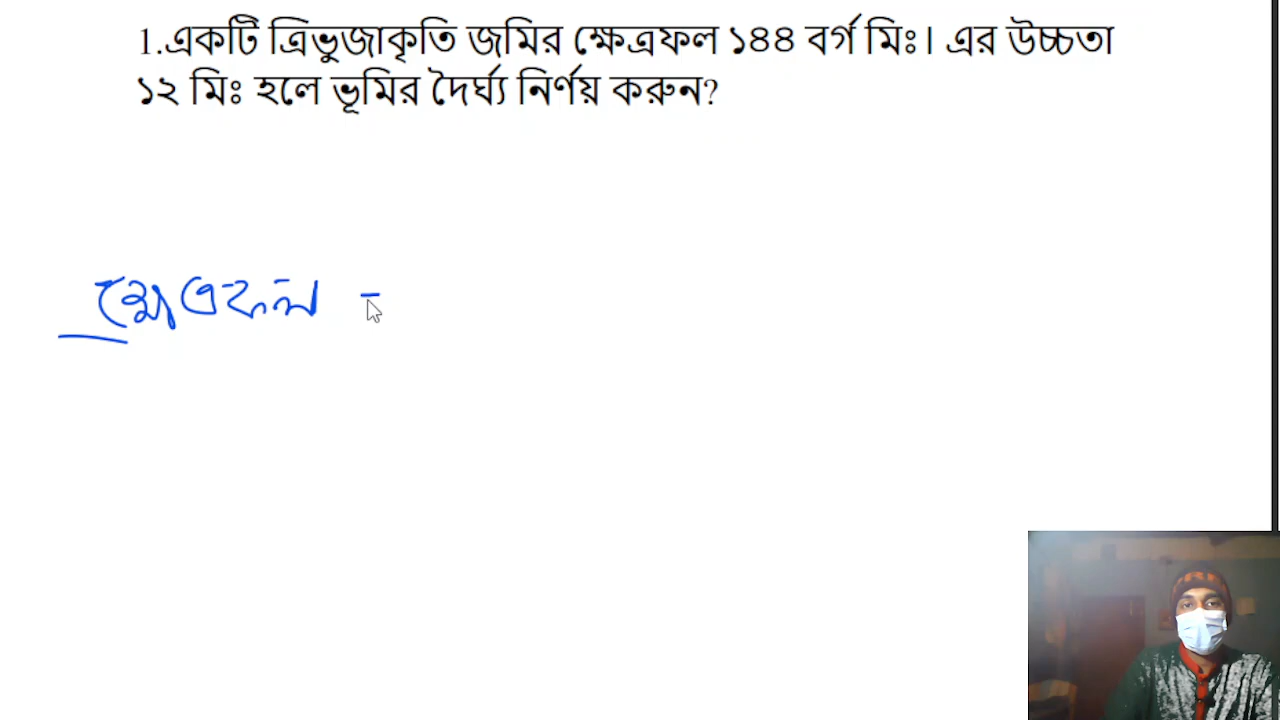 1.একটি ত্রিভুজাকৃতি জমির ক্ষেত্রফল ১৪৪ বর্গ মিঃ। এর উচ্চতা
১২ মিঃ হলে ভূমির দৈর্ঘ্য নির্ণয় করুন?
ক্ষেত্রফল =